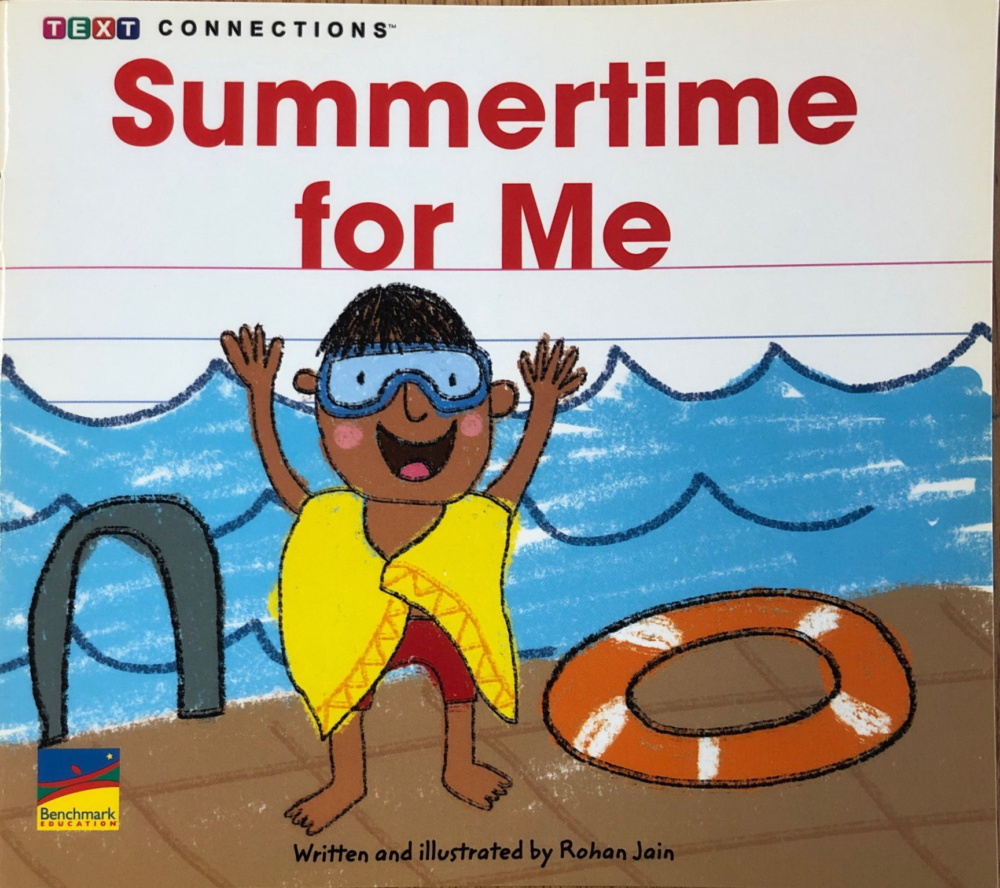 TEXT CONNECTIONS™
Summertime
for Me
Benchmark
EDUCATION
Written and illustrated by Rohan Jain